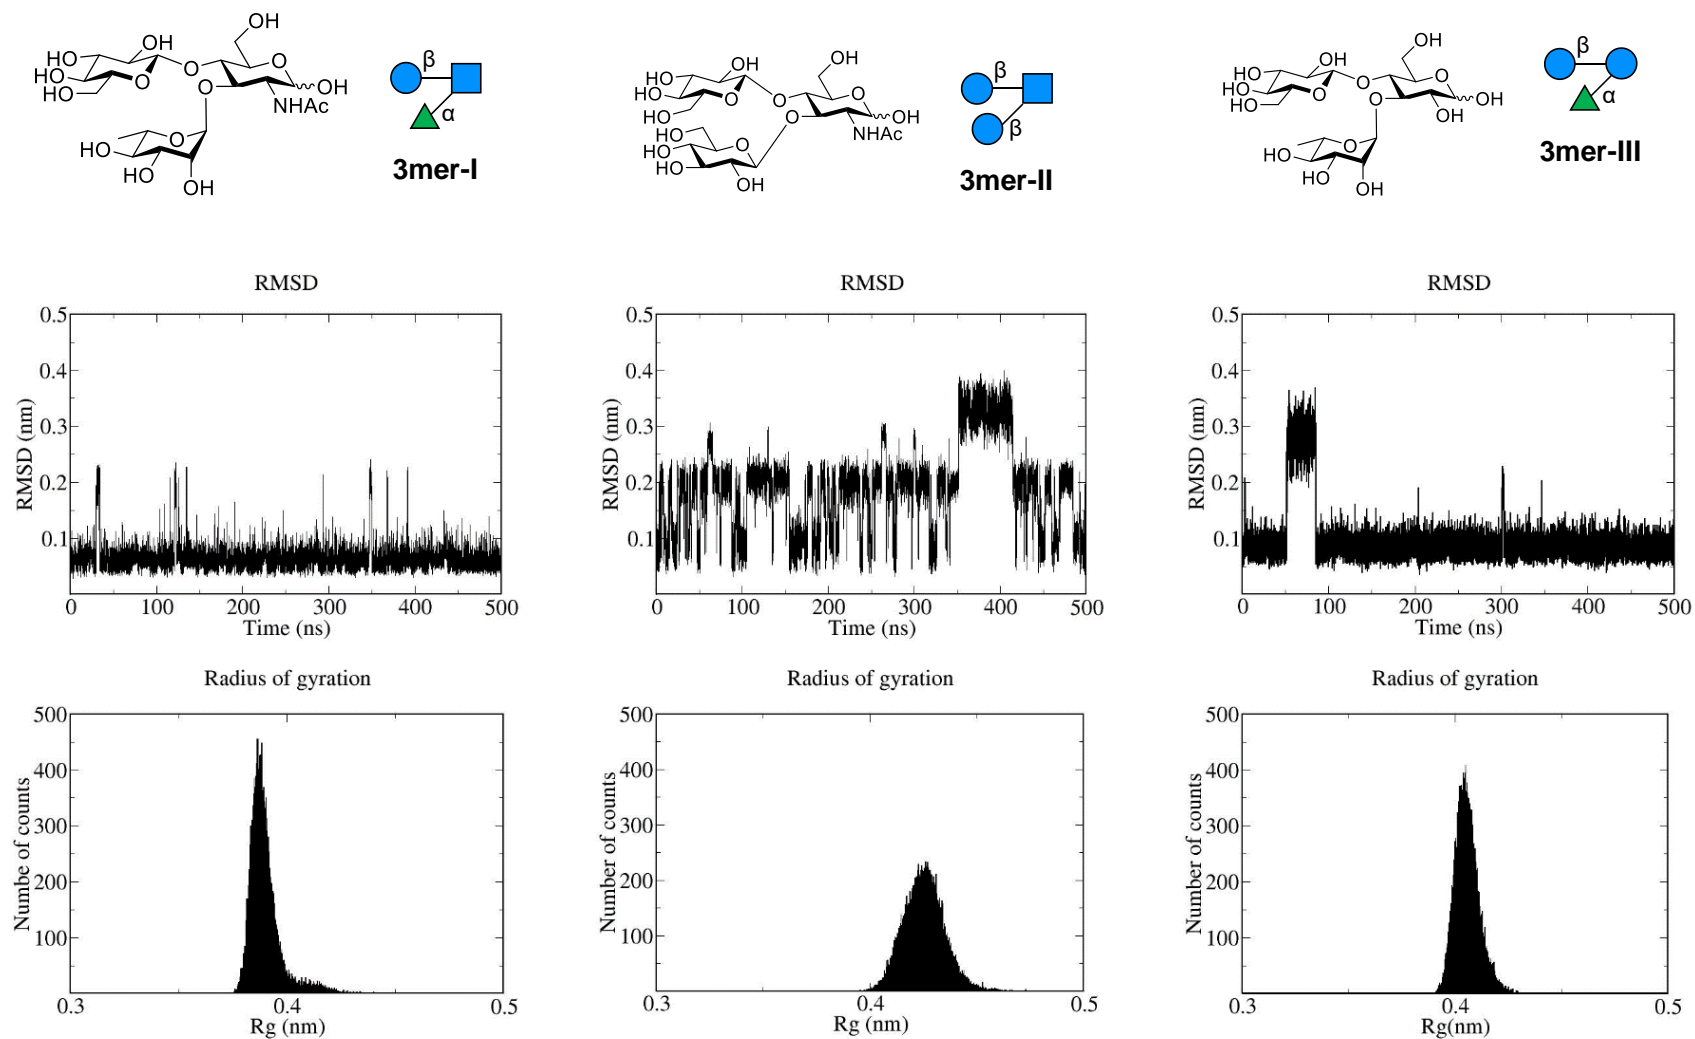 OH
OH
HO
HO
HO
O
O
O
O
OH
NHAc
O
HO
HO
OH
β
α
3mer-I
OH
OH
HO
HO
HO
O
O
O
O
OH
NHAc
HO
HO
HO
O
OH
β
β
3mer-II
OH
OH
HO
HO
HO
O
O
O
O
OH
OH
O
HO
HO
OH
β
α
3mer-III
RMSD
RMSD (nm)
0.5
0.4
0.3
0.2
0.1
0 100 200 300 400 500
Time (ns)
RMSD
RMSD (nm)
0.5
0.4
0.3
0.2
0.1
0 100 200 300 400 500
Time (ns)
RMSD
RMSD (nm)
0.5
0.4
0.3
0.2
0.1
0 100 200 300 400 500
Time (ns)
Radius of gyration
Numbe of counts
500
400
300
200
100
0.3 0.4 0.5
Rg (nm)
Radius of gyration
Number of counts
500
400
300
200
100
0.3 0.4 0.5
Rg (nm)
Radius of gyration
Number of counts
500
400
300
200
100
0.3 0.4 0.5
Rg(nm)